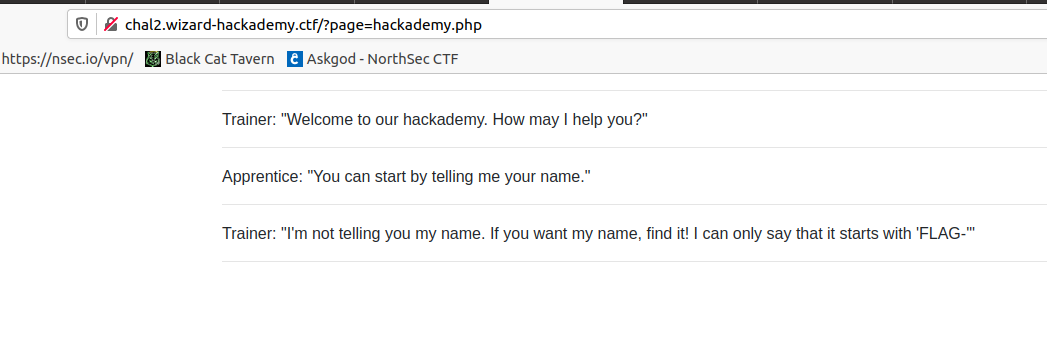 chal2.wizard-hackademy.ctf/?page=hackademy.php
https://nsec.io/vpn/ Black Cat Tavern Askgod - NorthSec CTF
Trainer: "Welcome to our hackademy. How may I help you?"
Apprentice: "You can start by telling me your name."
Trainer: "I'm not telling you my name. If you want my name, find it! I can only say that it starts with 'FLAG-'"